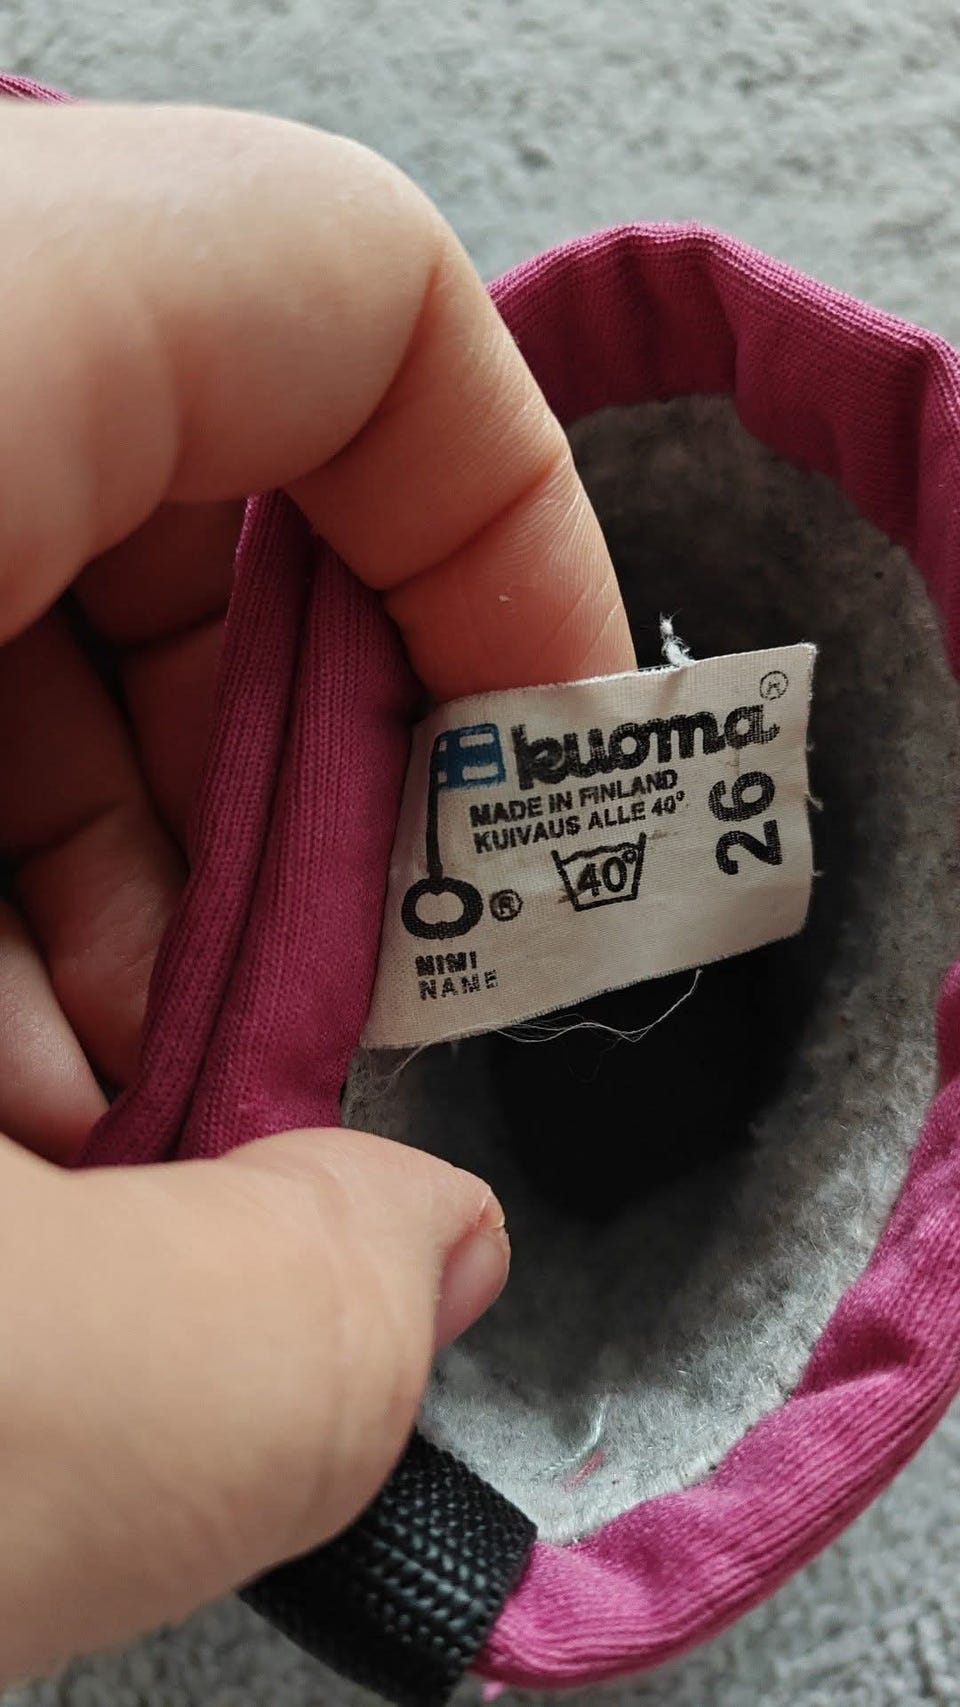 kuoma®
MADE IN FINLAND
KUIVAUS ALLE 40°
26
40°
®
NIMI
NAME